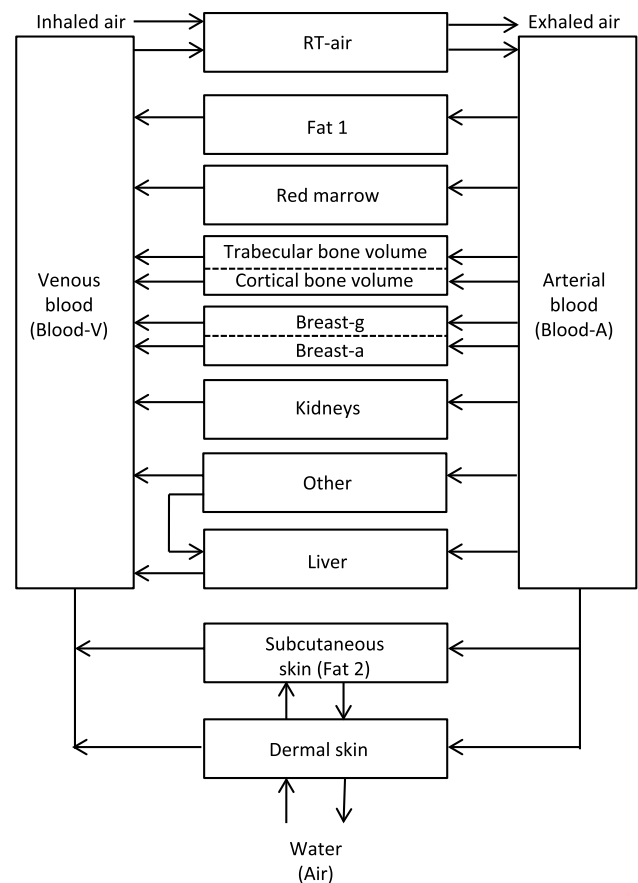 Inhaled air
Exhaled air
RT-air
Fat 1
Red marrow
Trabecular bone volume
Cortical bone volume
Venous
blood
(Blood-V)
Arterial
blood
(Blood-A)
Breast-g
Breast-a
Kidneys
Other
Liver
Subcutaneous
skin (Fat 2)
Dermal skin
Water
(Air)